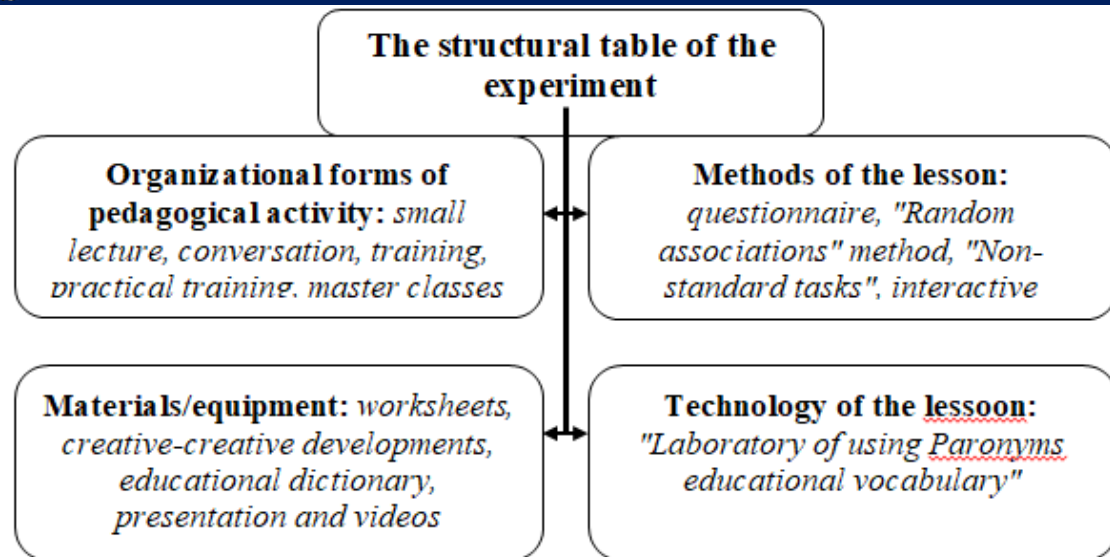 The structural table of the
experiment
Organizational forms of
pedagogical activity: small
lecture, conversation, training,
practical training, master classes
Methods of the lesson:
questionnaire, "Random
associations" method, "Non-
standard tasks", interactive
Materials/equipment: worksheets,
creative-creative developments,
educational dictionary,
presentation and videos
Technology of the lessoon:
"Laboratory of using Paronyms
educational vocabulary"